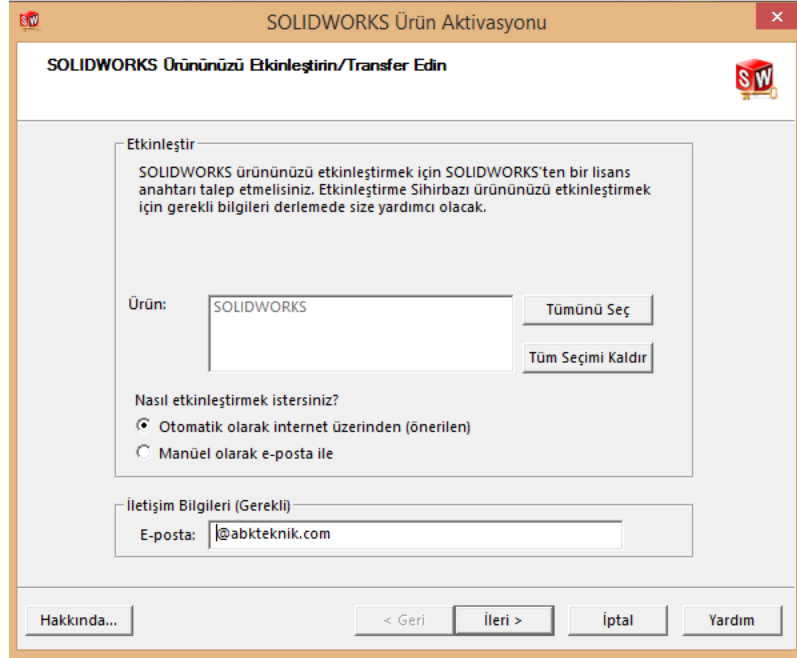 SOLIDWORKS Ürün Aktivasyonu
SOLIDWORKS Ürününüzü Etkinleştirin/Transfer Edin
SW
Etkinleştir
SOLIDWORKS ürününüzü etkinleştirmek için SOLIDWORKS'ten bir lisans
anahtarı talep etmelisiniz. Etkinleştirme Sihirbazı ürününüzü etkinleştirmek
için gerekli bilgileri derlemede size yardımcı olacak.
Ürün:
SOLIDWORKS
Tümünü Seç
Tüm Seçimi Kaldır
Nasıl etkinleştirmek istersiniz?
Otomatik olarak internet üzerinden (önerilen)
Manüel olarak e-posta ile
İletişim Bilgileri (Gerekli)
E-posta: @abkteknik.com
Hakkında... < Geri İleri > İptal Yardım